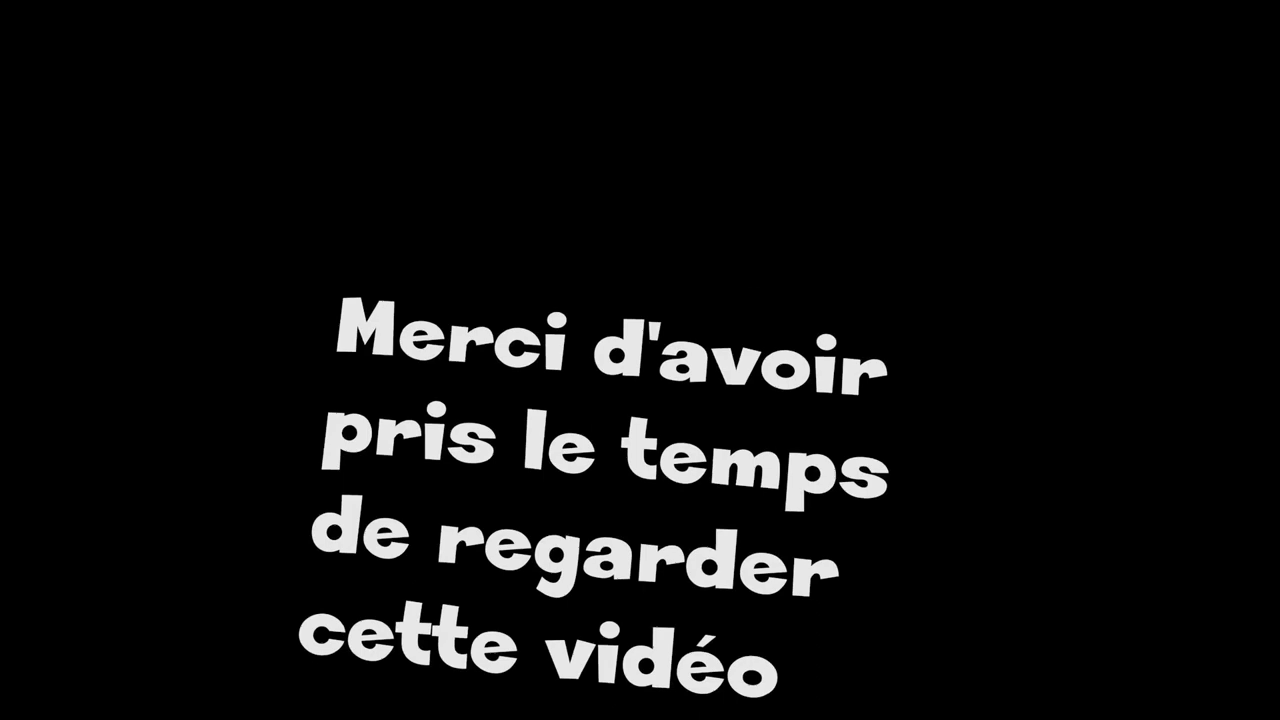 Merci d'avoir
pris le temps
de regarder
cette vidéo